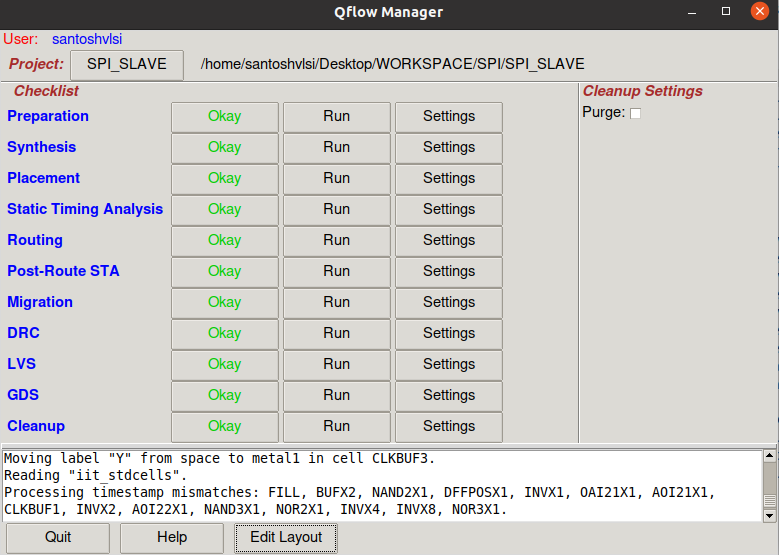 Qflow Manager
User: santoshvlsi
Project: SPI_SLAVE /home/santoshvlsi/Desktop/WORKSPACE/SPI/SPI_SLAVE
Checklist Cleanup Settings
Preparation Okay Run Settings Purge:
Synthesis Okay Run Settings
Placement Okay Run Settings
Static Timing Analysis Okay Run Settings
Routing Okay Run Settings
Post-Route STA Okay Run Settings
Migration Okay Run Settings
DRC Okay Run Settings
LVS Okay Run Settings
GDS Okay Run Settings
Cleanup Okay Run Settings
Moving label "Y" from space to metal1 in cell CLKBUF3.
Reading "iit_stdcells".
Processing timestamp mismatches: FILL, BUFX2, NAND2X1, DFFPOSX1, INVX1, OAI21X1, AOI21X1,
CLKBUF1, INVX2, AOI22X1, NAND3X1, NOR2X1, INVX4, INVX8, NOR3X1.
Quit Help Edit Layout